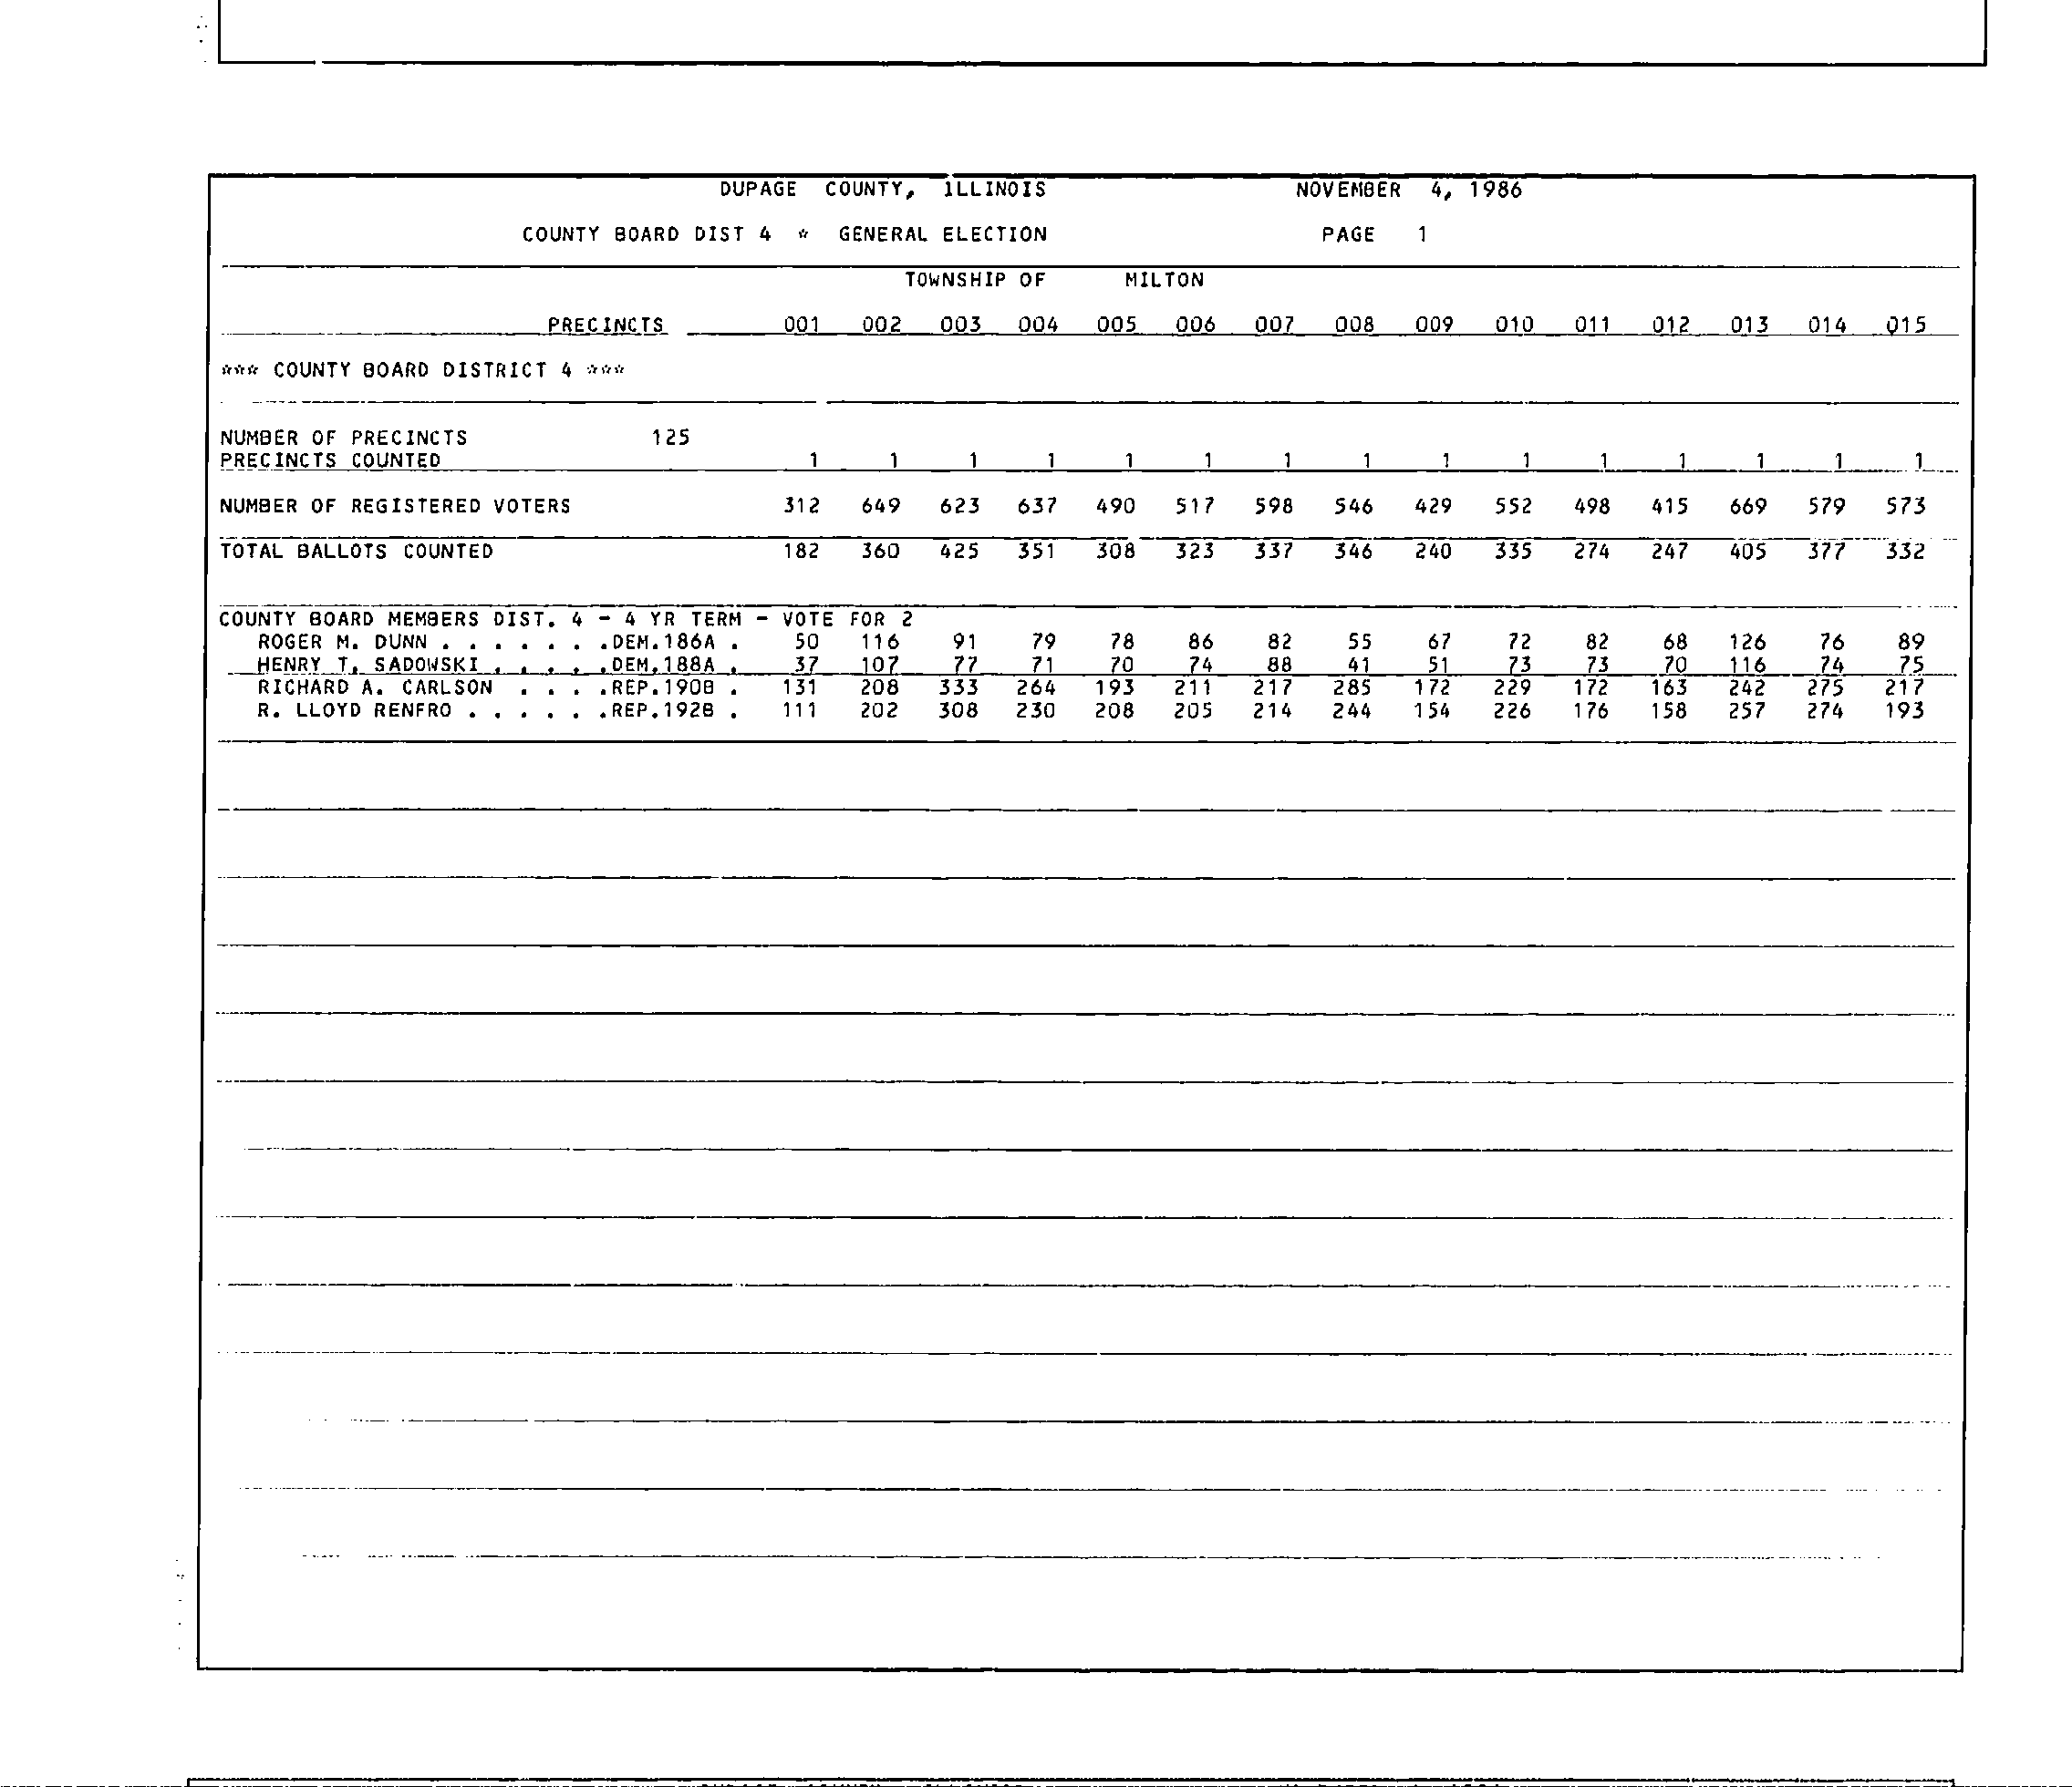 DUPAGE COUNTY, ILLINOIS NOVEMBER 4, 1986
COUNTY BOARD DIST 4 * GENERAL ELECTION PAGE 1
TOWNSHIP OF MILTON
PRECINCTS 001 002 003 004 005 006 007 008 009 010 011 012 013 014 015
*** COUNTY BOARD DISTRICT 4 ***
NUMBER OF PRECINCTS 125
PRECINCTS COUNTED 1 1 1 1 1 1 1 1 1 1 1 1 1 1 1
NUMBER OF REGISTERED VOTERS 312 649 623 637 490 517 598 546 429 552 498 415 669 579 573
TOTAL BALLOTS COUNTED 182 360 425 351 308 323 337 346 240 335 274 247 405 377 332
COUNTY BOARD MEMBERS DIST. 4 - 4 YR TERM - VOTE FOR 2
ROGER M. DUNN . . . . . . .DEM.186A . 50 116 91 79 78 86 82 55 67 72 82 68 126 76 89
HENRY T. SADOWSKI . . . . .DEM.188A . 37 107 77 71 70 74 88 41 51 73 73 70 116 74 75
RICHARD A. CARLSON . . . .REP.190B . 131 208 333 264 193 211 217 285 172 229 172 163 242 275 217
R. LLOYD RENFRO . . . . . .REP.192B . 111 202 308 230 208 205 214 244 154 226 176 158 257 274 193